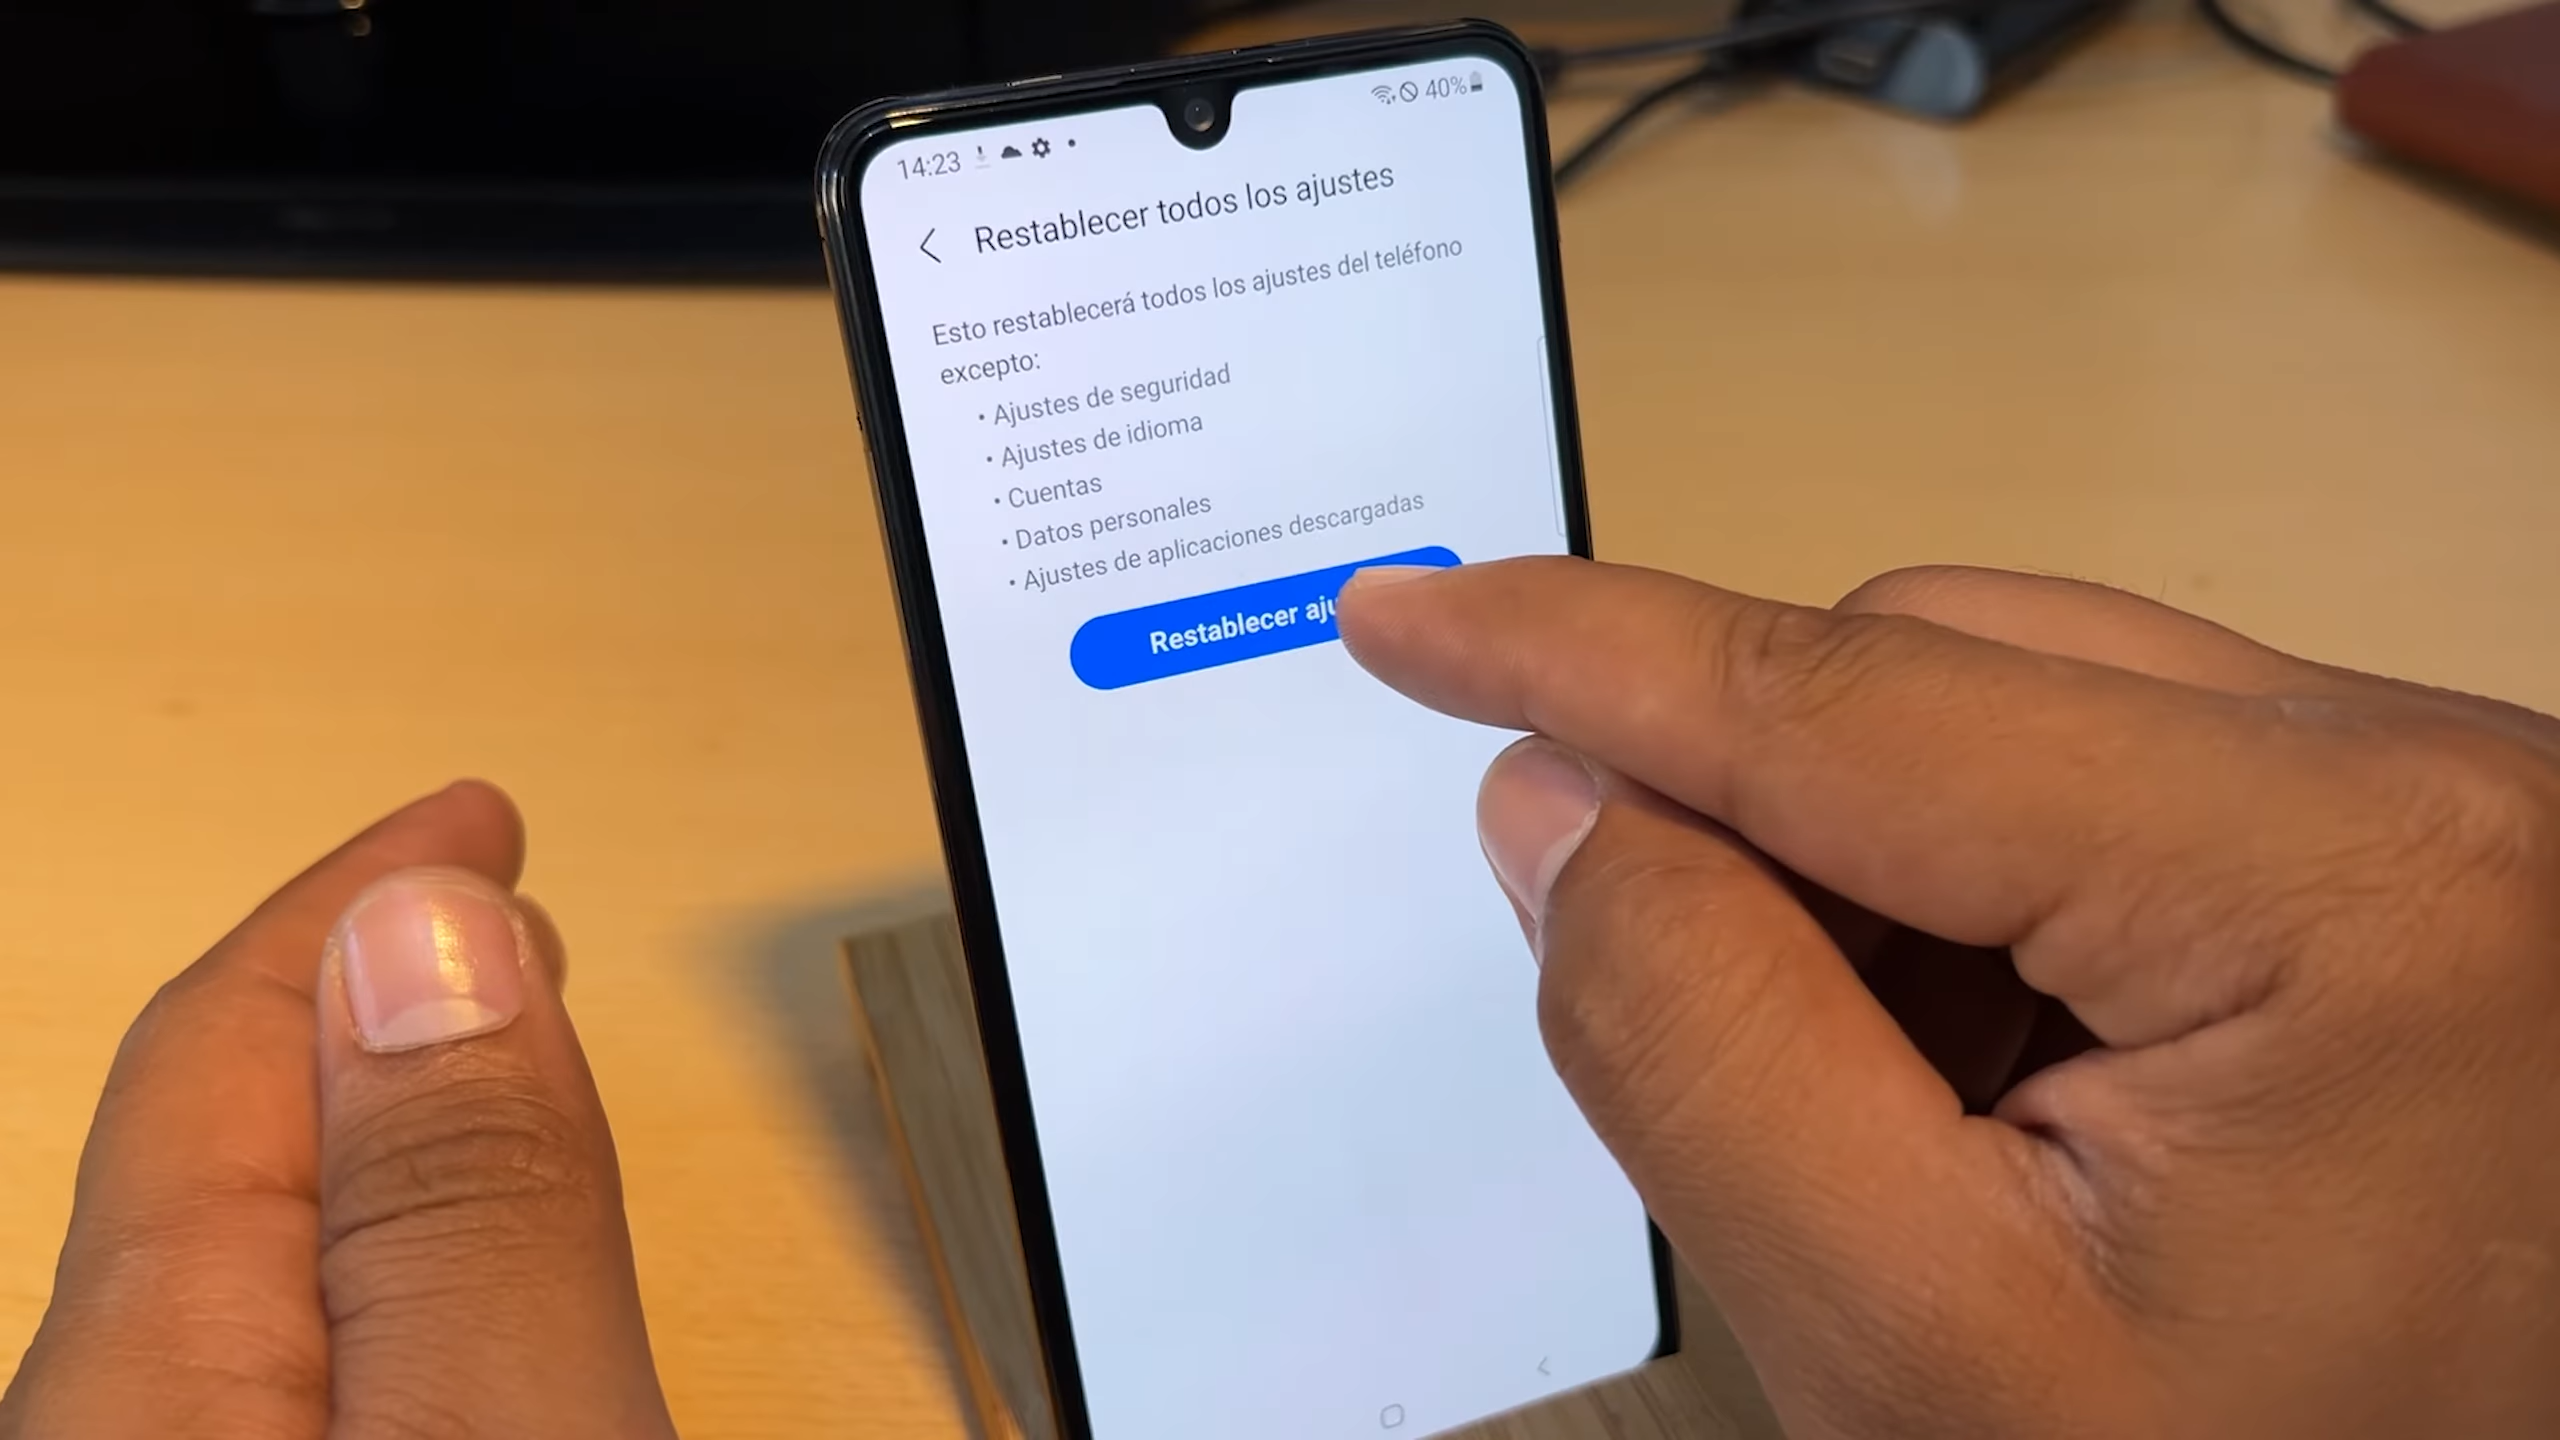 14:23
40%
Restablecer todos los ajustes
Esto restablecerá todos los ajustes del teléfono
excepto:
• Ajustes de seguridad
• Ajustes de idioma
• Cuentas
• Datos personales
• Ajustes de aplicaciones descargadas
Restablecer